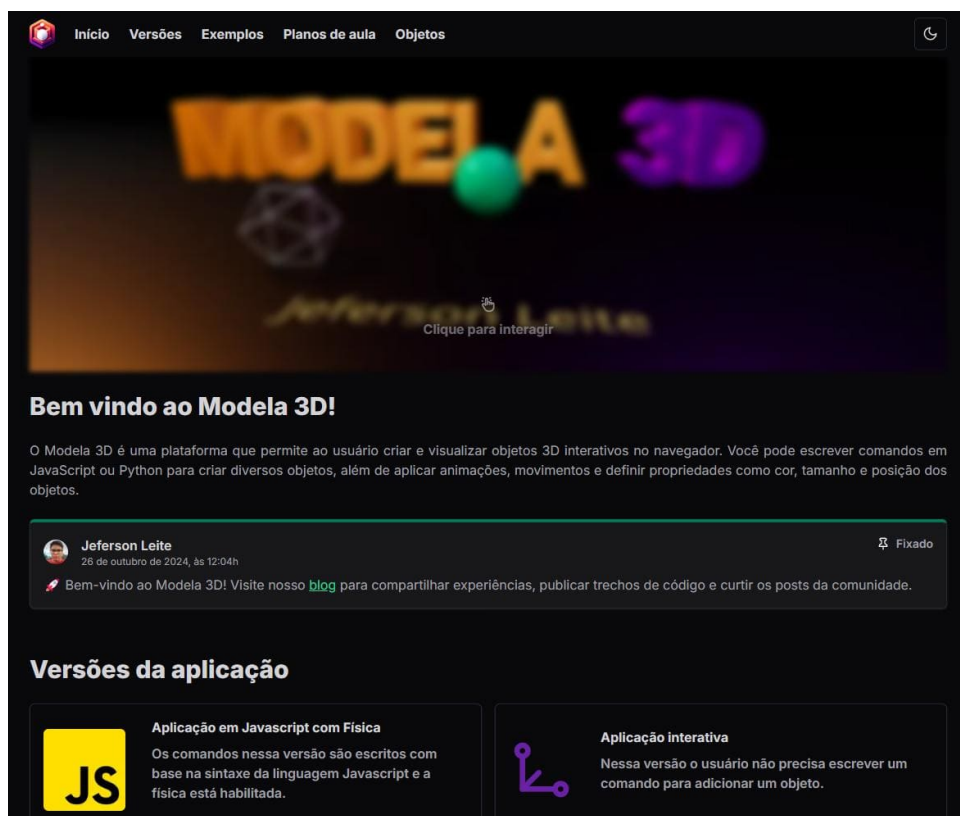 Início Versões Exemplos Planos de aula Objetos
MODELA 3D
Jeferson Leite
Clique para interagir
Bem vindo ao Modela 3D!
O Modela 3D é uma plataforma que permite ao usuário criar e visualizar objetos 3D interativos no navegador. Você pode escrever comandos em
JavaScript ou Python para criar diversos objetos, além de aplicar animações, movimentos e definir propriedades como cor, tamanho e posição dos
objetos.
Jeferson Leite
Fixado
26 de outubro de 2024, às 12:04h
🚀 Bem-vindo ao Modela 3D! Visite nosso blog para compartilhar experiências, publicar trechos de código e curtir os posts da comunidade.
Versões da aplicação
JS
Aplicação em Javascript com Física
Os comandos nessa versão são escritos com
base na sintaxe da linguagem Javascript e a
física está habilitada.
Aplicação interativa
Nessa versão o usuário não precisa escrever um
comando para adicionar um objeto.